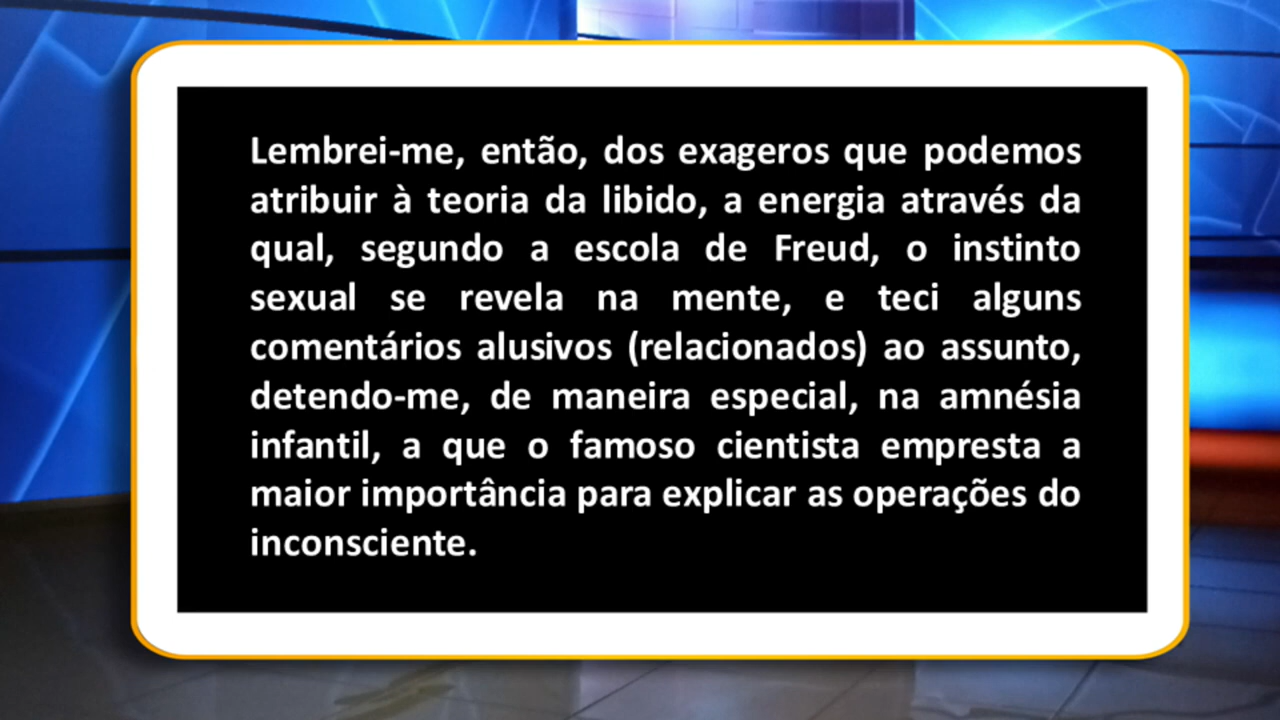 Lembrei-me, então, dos exageros que podemos
atribuir à teoria da libido, a energia através da
qual, segundo a escola de Freud, o instinto
sexual se revela na mente, e teci alguns
comentários alusivos (relacionados) ao assunto,
detendo-me, de maneira especial, na amnésia
infantil, a que o famoso cientista empresta a
maior importância para explicar as operações do
inconsciente.